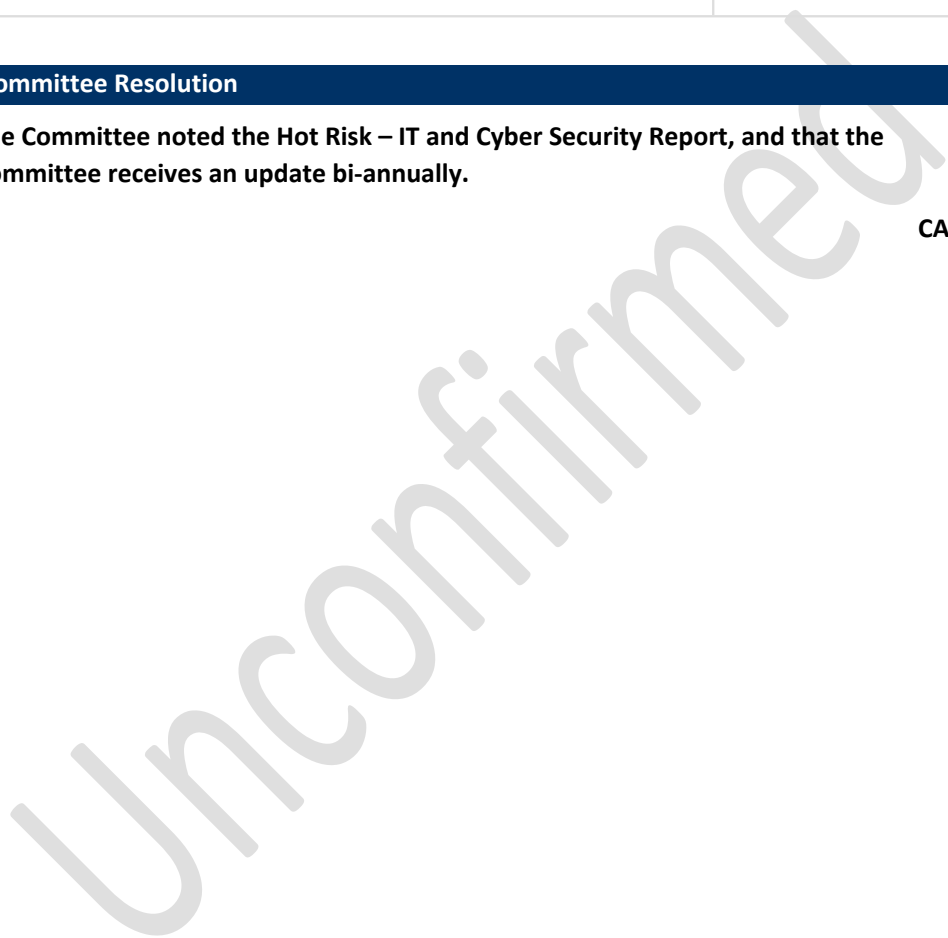 ommittee Resolution
e Committee noted the Hot Risk – IT and Cyber Security Report, and that the
ommittee receives an update bi-annually.
CA
Unconfirmed